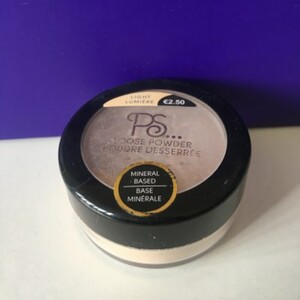 LIGHT
LUMIÈRE
€2.50
PS...
LOOSE POWDER
POUDRE DESSERRÉE
MINERAL
BASED
BASE
MINÉRALE